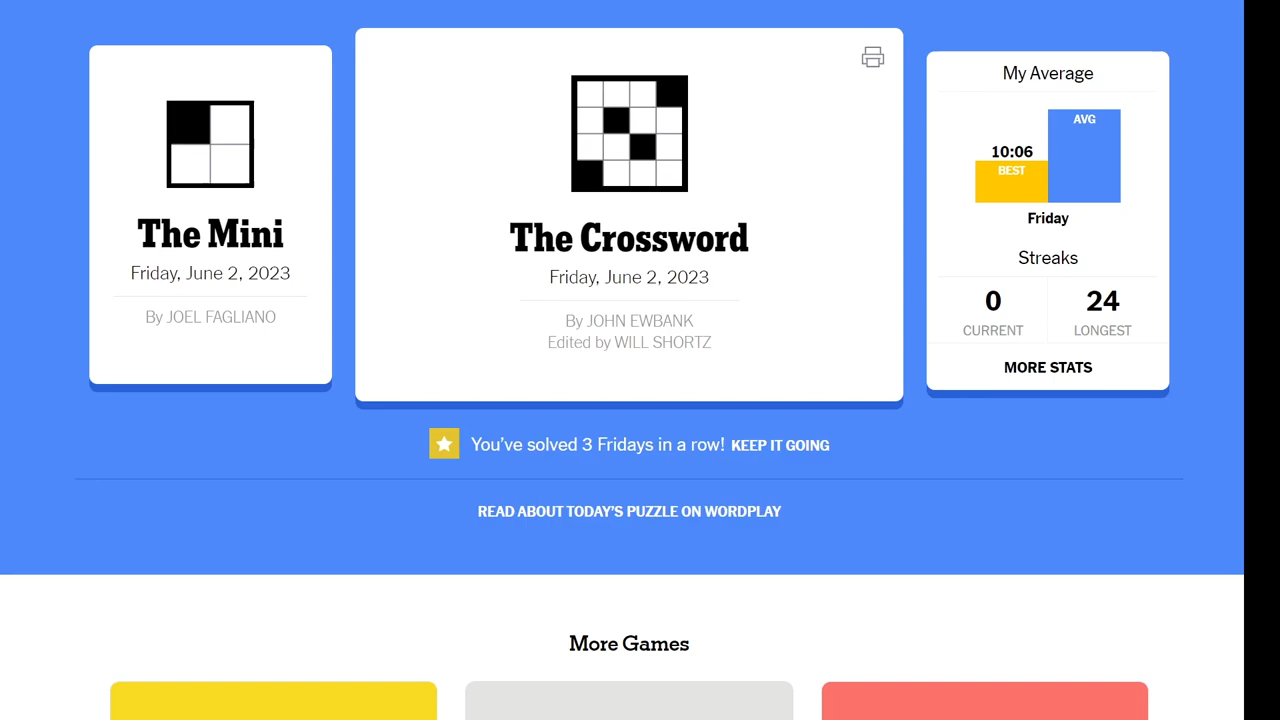 The Mini
Friday, June 2, 2023
By JOEL FAGLIANO
The Crossword
Friday, June 2, 2023
By JOHN EWBANK
Edited by WILL SHORTZ
My Average
AVG
10:06
BEST
Friday
Streaks
0 24
CURRENT LONGEST
MORE STATS
You've solved 3 Fridays in a row! KEEP IT GOING
READ ABOUT TODAY'S PUZZLE ON WORDPLAY
More Games